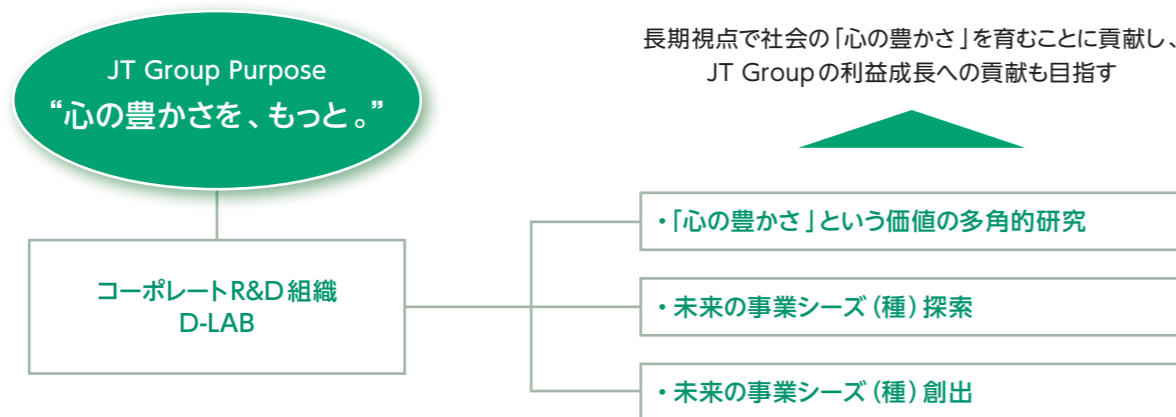 JT Group Purpose
“心の豊かさを、もっと。”
長期視点で社会の「心の豊かさ」を育むことに貢献し、
JT Groupの利益成長への貢献も目指す
コーポレートR&D組織
D-LAB
・「心の豊かさ」という価値の多角的研究
・未来の事業シーズ（種）探索
・未来の事業シーズ（種）創出